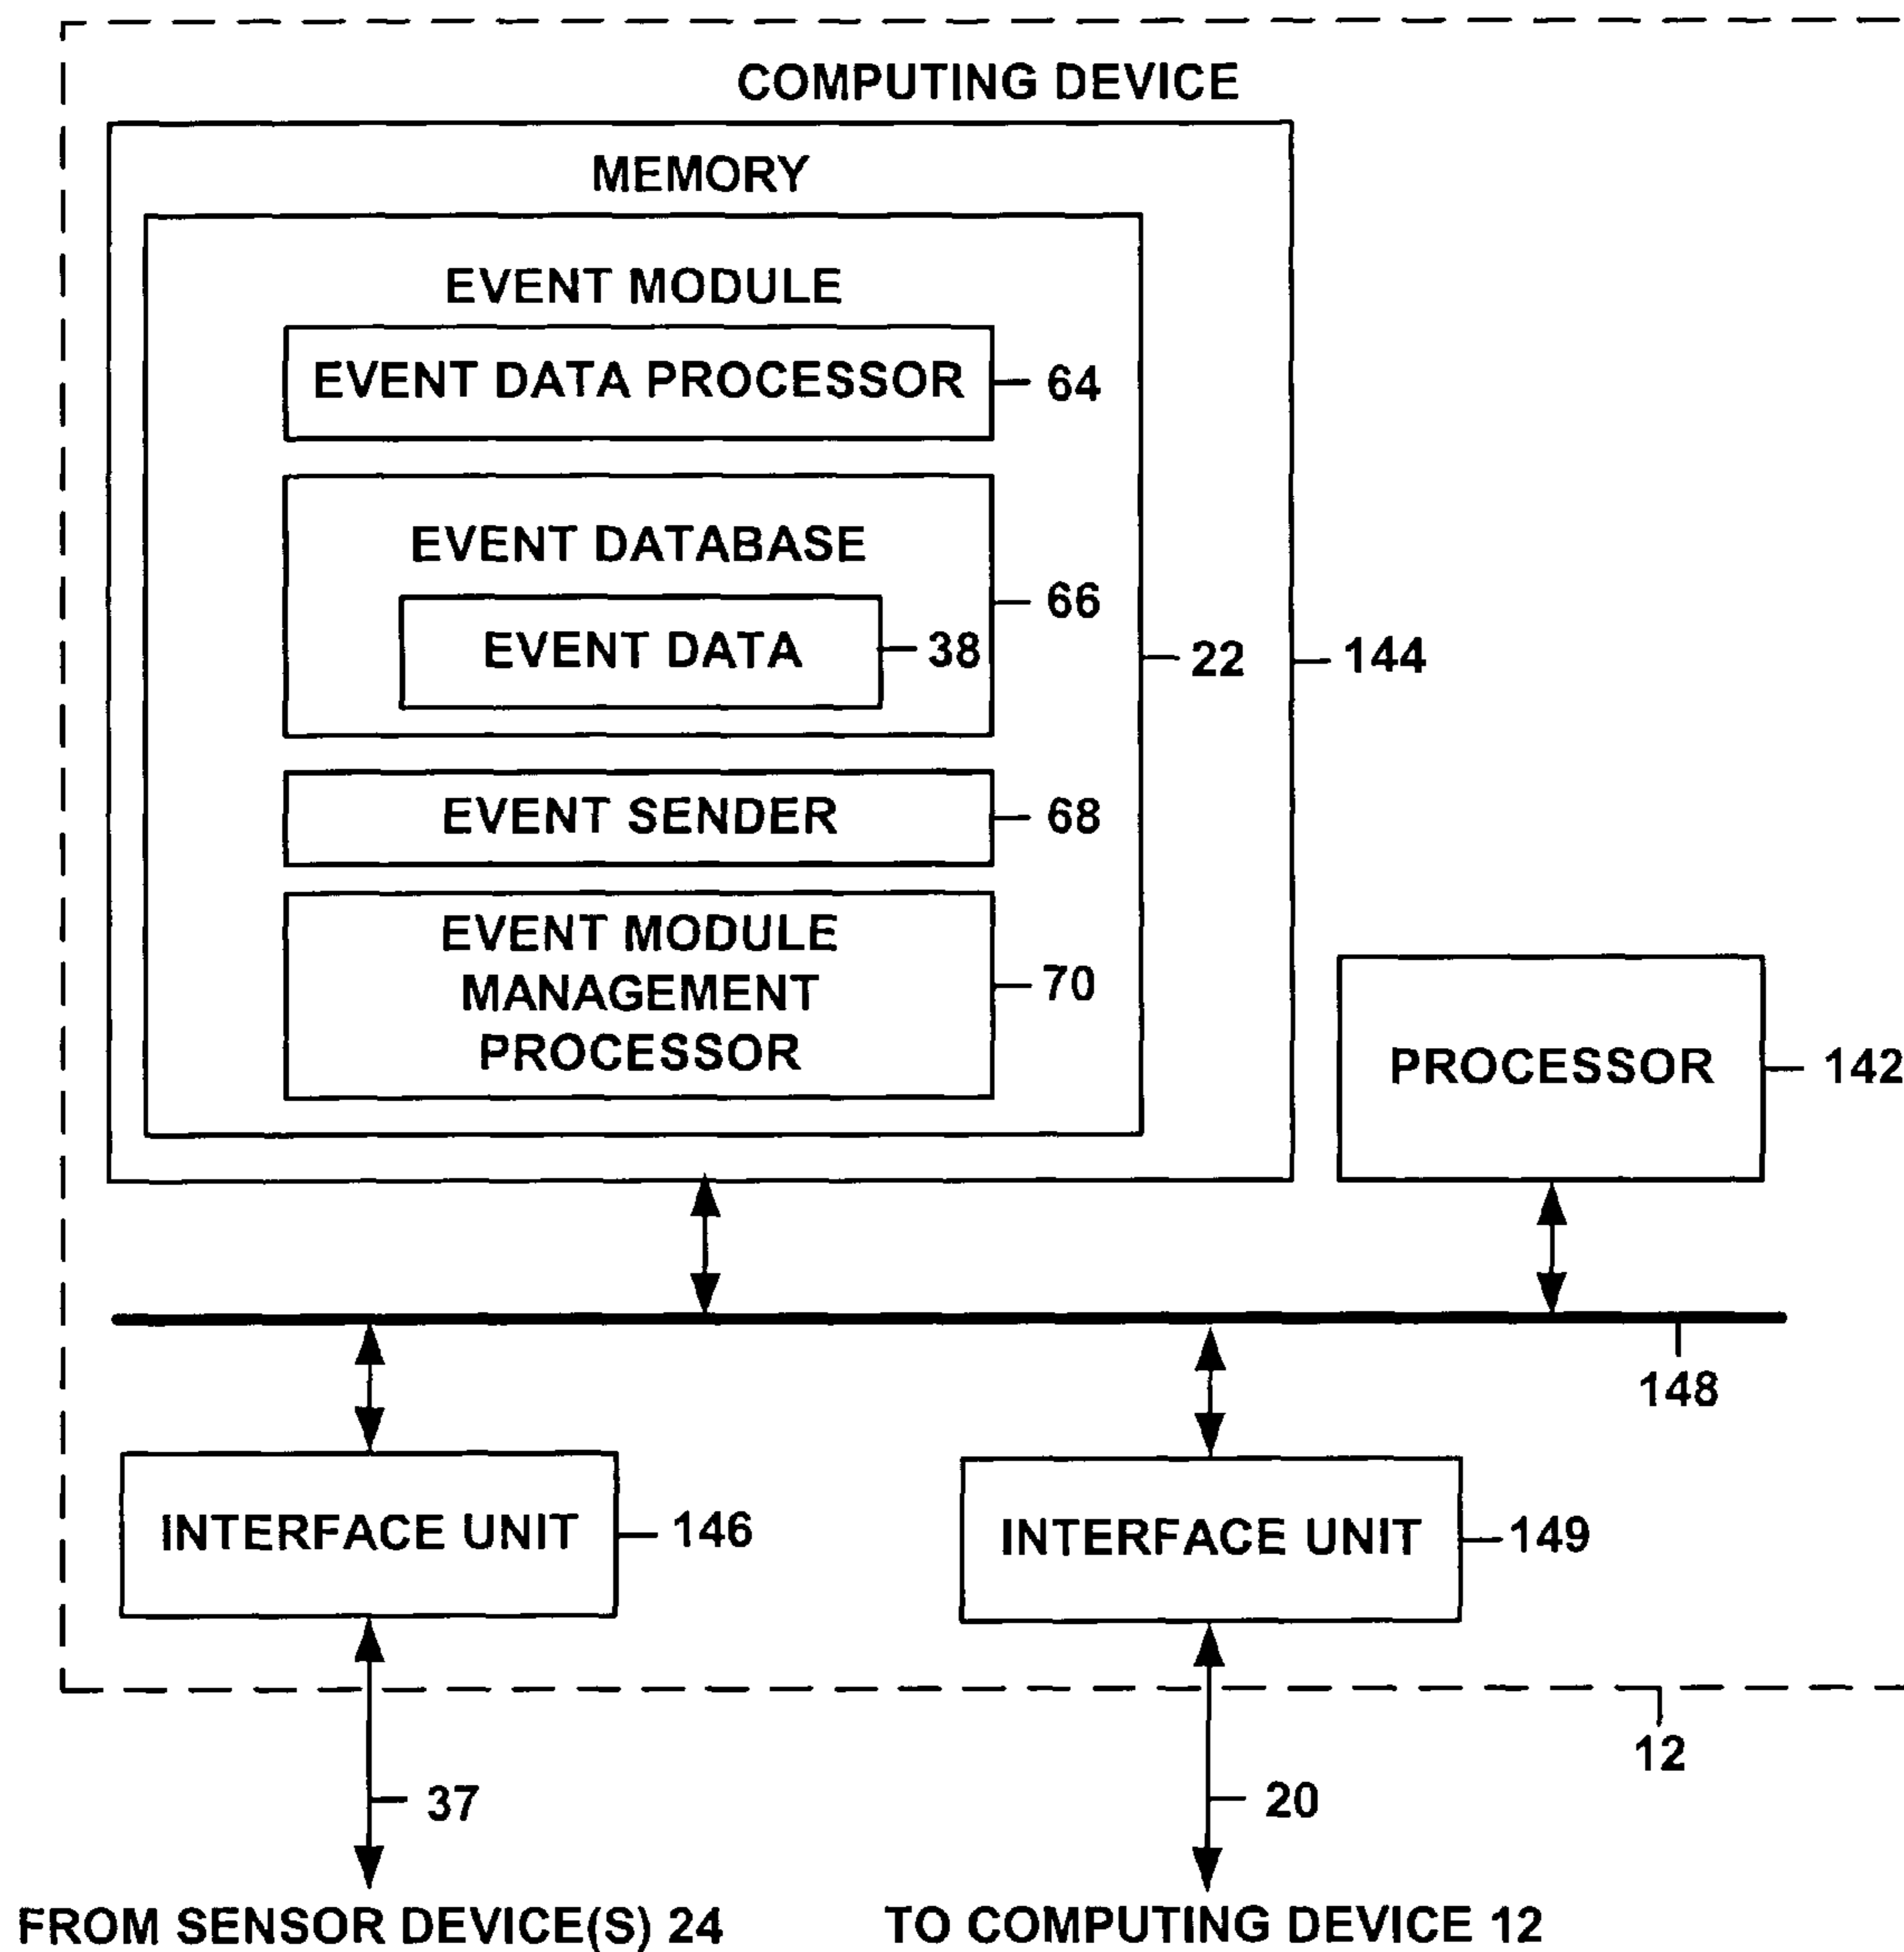 COMPUTING DEVICE
MEMORY
EVENT MODULE
EVENT DATA PROCESSOR
64
EVENT DATABASE
66
EVENT DATA
38
22
144
EVENT SENDER
68
EVENT MODULE
MANAGEMENT
PROCESSOR
70
PROCESSOR
142
148
INTERFACE UNIT
146
INTERFACE UNIT
149
12
37
20
FROM SENSOR DEVICE(S) 24
TO COMPUTING DEVICE 12